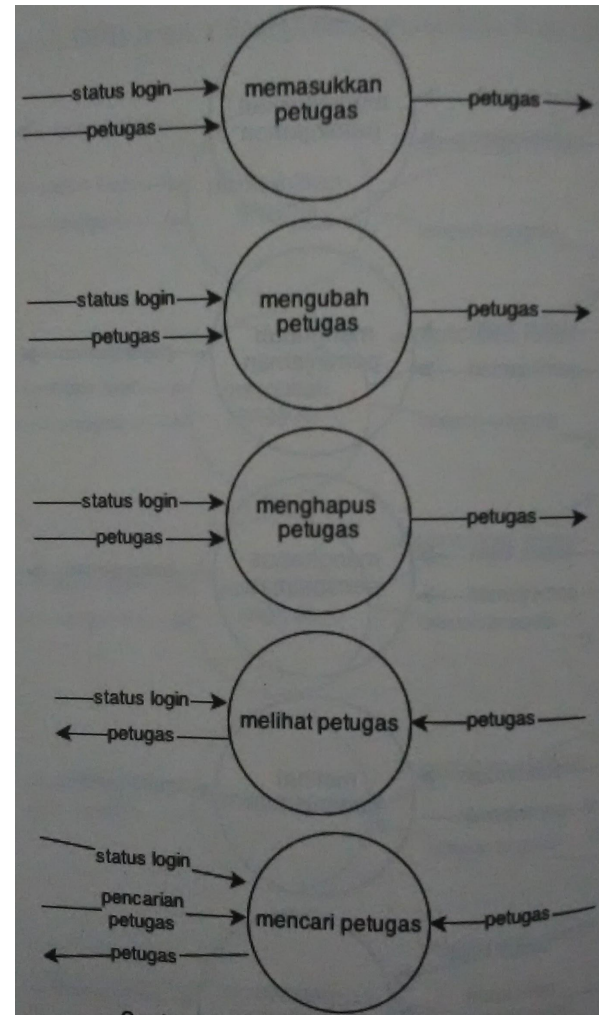 status login
memasukkan
petugas
petugas
petugas
status login
mengubah
petugas
petugas
petugas
status login
menghapus
petugas
petugas
petugas
status login
melihat petugas
petugas
petugas
status login
pencarian
petugas
mencari petugas
petugas
petugas